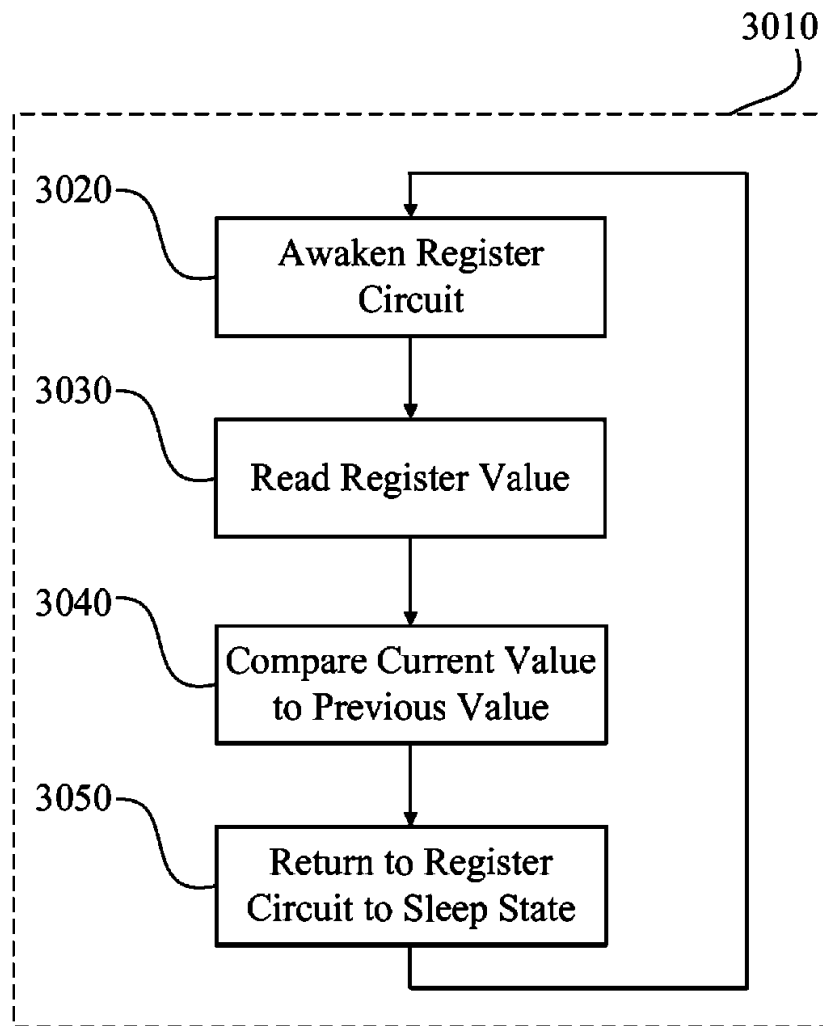 3010
3020
Awaken Register
Circuit
3030
Read Register Value
3040
Compare Current Value
to Previous Value
3050
Return to Register
Circuit to Sleep State